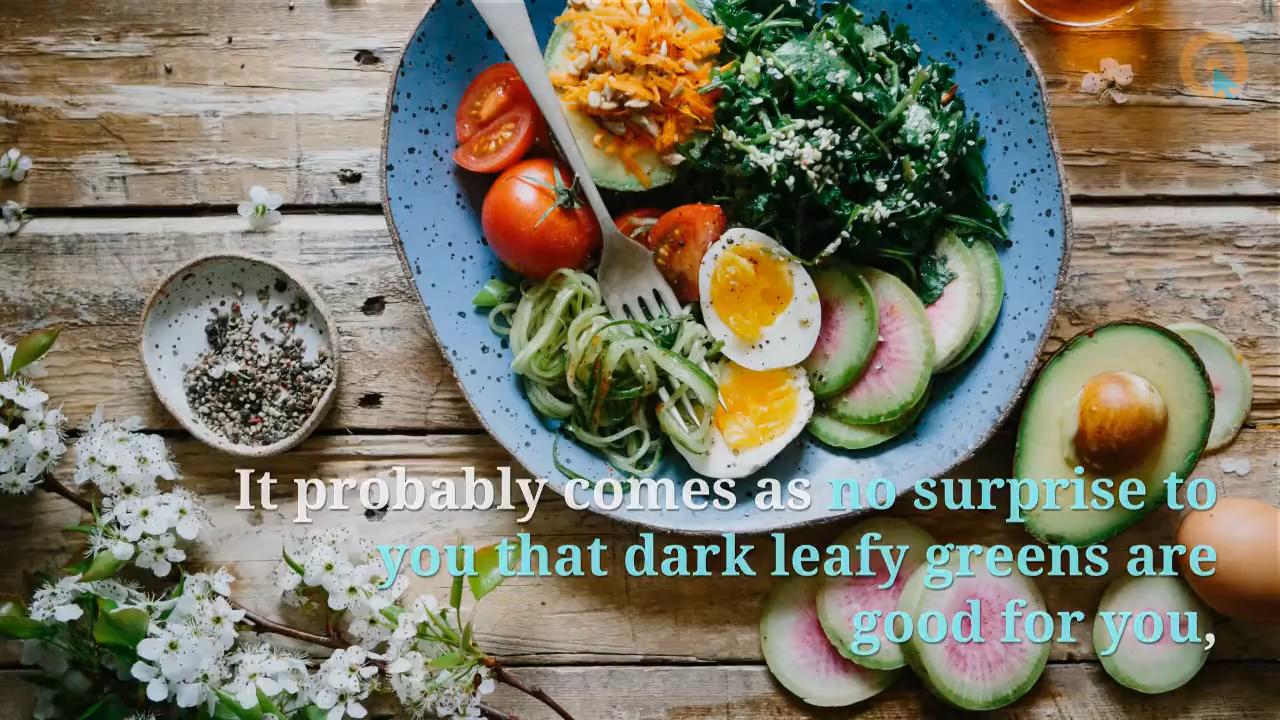 It probably comes as no surprise to
you that dark leafy greens are
good for you,